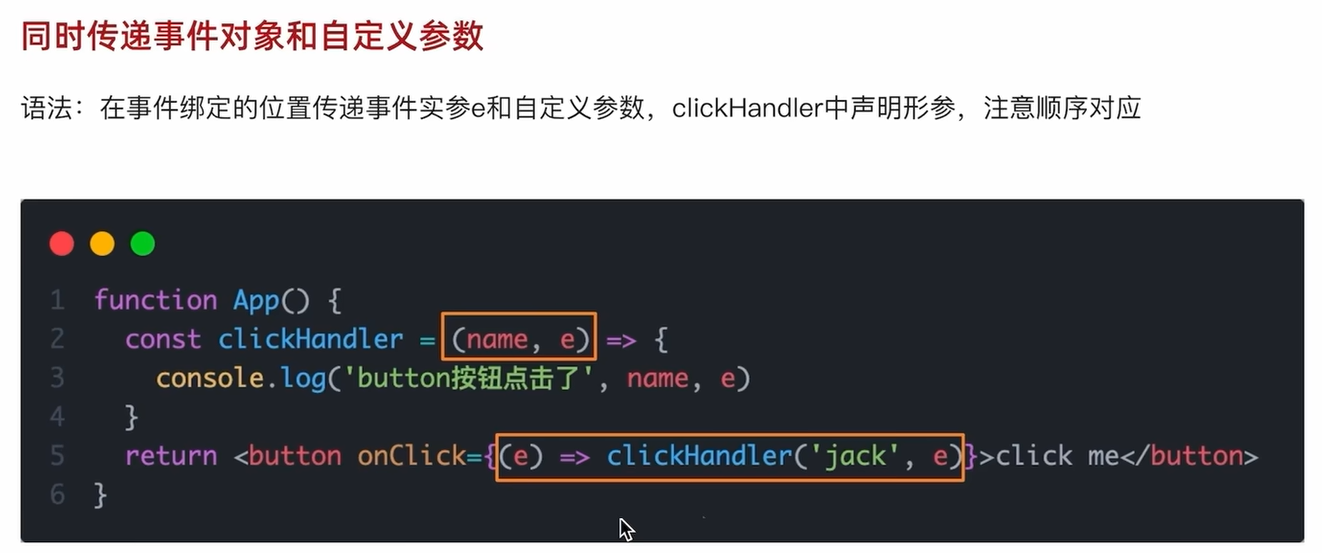 同时传递事件对象和自定义参数
语法：在事件绑定的位置传递事件实参e和自定义参数，clickHandler中声明形参，注意顺序对应
1 function App() {
2   const clickHandler = (name, e) => {
3     console.log('button按钮点击了', name, e)
4   }
5   return <button onClick={(e) => clickHandler('jack', e)}>click me</button>
6 }